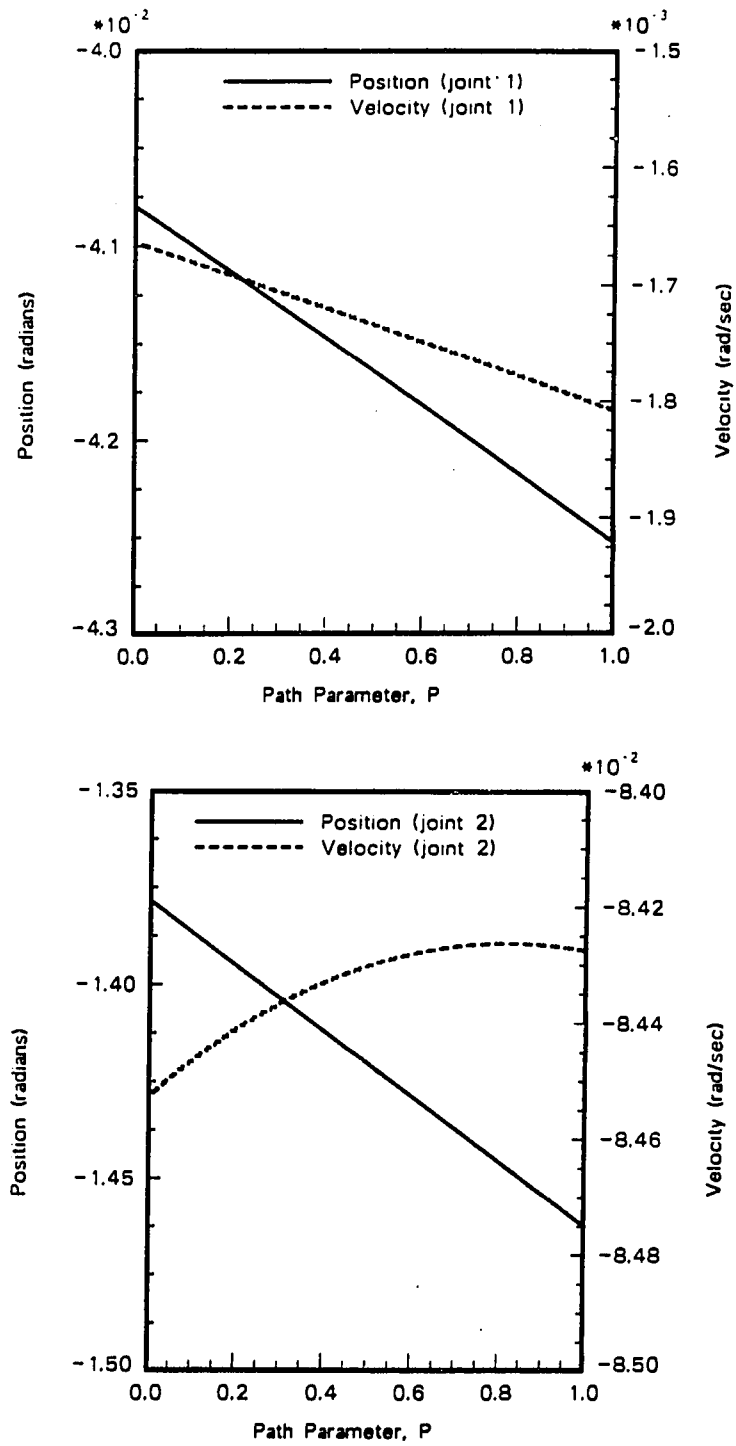 *10⁻² *10⁻³
-4.0 -1.5
Position (joint 1)
Velocity (joint 1)
-1.6
-4.1
-1.7
Position (radians)
Velocity (rad/sec)
-1.8
-4.2
-1.9
-4.3 -2.0
0.0 0.2 0.4 0.6 0.8 1.0
Path Parameter, P
*10⁻²
-1.35 -8.40
Position (joint 2)
Velocity (joint 2)
-8.42
-1.40
-8.44
Position (radians)
Velocity (rad/sec)
-8.46
-1.45
-8.48
-1.50 -8.50
0.0 0.2 0.4 0.6 0.8 1.0
Path Parameter, P